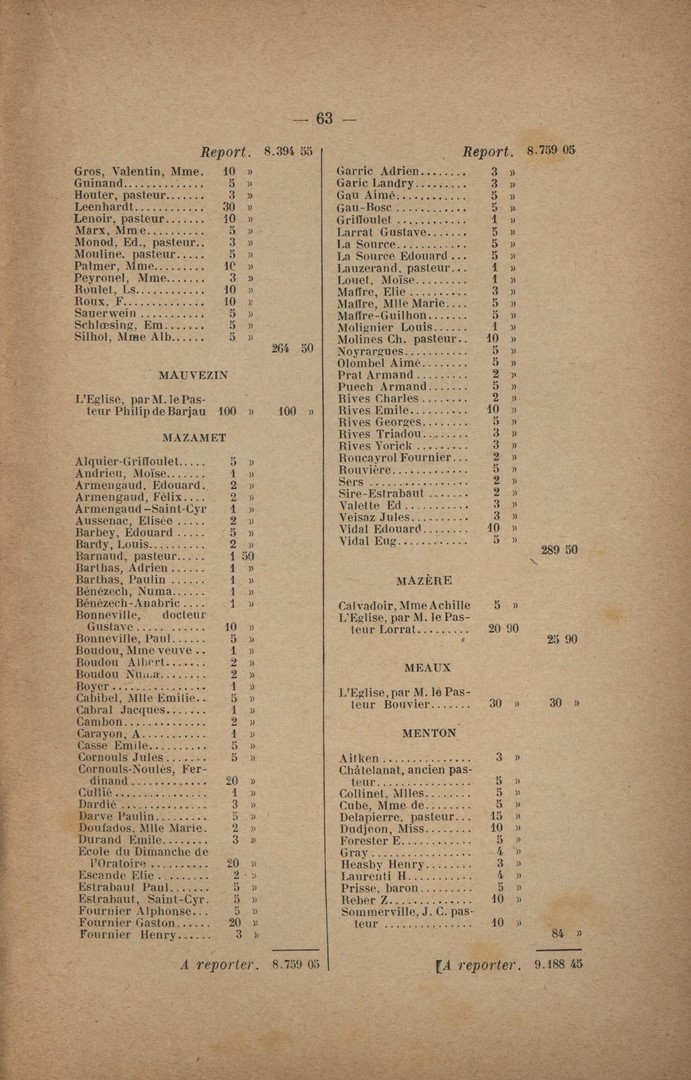 — 63 —
Report. 8.394 55
Gros, Valentin, Mme. 10 »
Guinand............. 5 »
Houter, pasteur....... 3 »
Leenhardt............ 30 »
Lenoir, pasteur....... 10 »
Marx, Mme.......... 5 »
Monod, Ed., pasteur.. 3 »
Mouline. pasteur..... 5 »
Palmer, Mme......... 10 »
Peyronel, Mme....... 3 »
Roulet, Ls............ 10 »
Roux, F............. 10 »
Sauerwein .......... 5 »
Schlœsing, Em....... 5 »
Silhol, Mme Alb..... 5 »
264 50
MAUVEZIN
L'Eglise, par M. le Pas-
teur Philip de Barjau 100 » 100 »
MAZAMET
Alquier-Griffoulet..... 5 »
Andrieu, Moïse....... 1 »
Armengaud, Edouard. 2 »
Armengaud, Félix.... 2 »
Armengaud-Saint-Cyr 1 »
Aussenac, Elisée ..... 2 »
Barbey, Edouard ..... 5 »
Bardy, Louis.......... 2 »
Barnaud, pasteur..... 1 50
Barthas, Adrien ...... 1 »
Barthas, Paulin ...... 1 »
Bénézech, Numa...... 1 »
Bénézech-Anabric.... 1 »
Bonneville, docteur
Gustave ........... 10 »
Bonneville, Paul...... 5 »
Boudou, Mme veuve .. 1 »
Boudou Albert....... 2 »
Boudou Numa........ 2 »
Boyer ............... 1 »
Cabibel, Mlle Emilie.. 5 »
Cabral Jacques....... 1 »
Cambon............. 2 »
Carayon, A.......... 1 »
Casse Emile.......... 5 »
Cornouls Jules....... 5 »
Cornouls-Noulès, Fer-
dinand............ 20 »
Cullié............... 1 »
Dardié .............. 3 »
Darve Paulin........ 5 »
Doufados, Mlle Marie. 2 »
Durand Emile........ 3 »
Ecole du Dimanche de
l'Oratoire .......... 20 »
Escande Elie ......... 2 »
Estrabaut Paul....... 5 »
Estrabaut, Saint-Cyr. 5 »
Fournier Alphonse... 5 »
Fournier Gaston...... 20 »
Fournier Henry...... 3 »
A reporter. 8.759 05
Report. 8.759 05
Garric Adrien........ 3 »
Garic Landry......... 3 »
Gau Aimé............ 5 »
Gau-Bosc ............ 5 »
Griffoulet ............ 1 »
Larrat Gustave....... 5 »
La Source............ 5 »
La Source Edouard ... 5 »
Lauzerand, pasteur... 1 »
Louet, Moïse......... 1 »
Maffre, Elie .......... 3 »
Maffre, Mlle Marie.... 5 »
Maffre-Guilhon....... 5 »
Molignier Louis...... 1 »
Molines Ch. pasteur.. 10 »
Noyrargues........... 5 »
Olombel Aimé........ 5 »
Prat Armand ......... 2 »
Puech Armand....... 5 »
Rives Charles ........ 2 »
Rives Emile.......... 10 »
Rives Georges........ 5 »
Rives Triadou........ 3 »
Rives Yorick ......... 3 »
Roucayrol Fournier... 2 »
Rouvière............. 5 »
Sers ................. 2 »
Sire-Estrabaut ....... 2 »
Valette Ed ........... 3 »
Veisaz Jules.......... 3 »
Vidal Edouard........ 10 »
Vidal Eug............ 5 »
289 50
MAZÈRE
Calvadoir, Mme Achille 5 »
L'Eglise, par M. le Pas-
teur Lorrat......... 20 90
25 90
MEAUX
L'Eglise, par M. le Pas-
teur Bouvier....... 30 » 30 »
MENTON
Aitken .............. 3 »
Châtelanat, ancien pas-
teur................ 5 »
Collinet, Mlles........ 5 »
Cube, Mme de........ 5 »
Delapierre, pasteur... 15 »
Dudjeon, Miss........ 10 »
Forester E........... 5 »
Gray................ 4 »
Heasby Henry........ 3 »
Laurenti H........... 4 »
Prisse, baron......... 5 »
Reber Z............. 10 »
Sommerville, J. C. pas-
teur ............... 10 »
84 »
[A reporter. 9.188 45